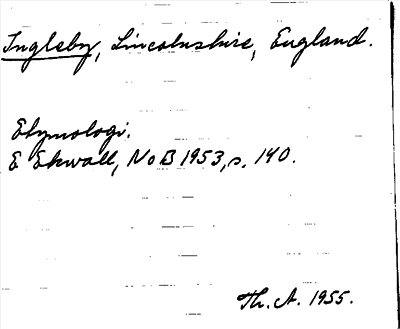 Ingleby, Lincolnshire, England.
Etymologi.
E Ekwall, NoB 1953, s. 140.
Th. A. 1955.